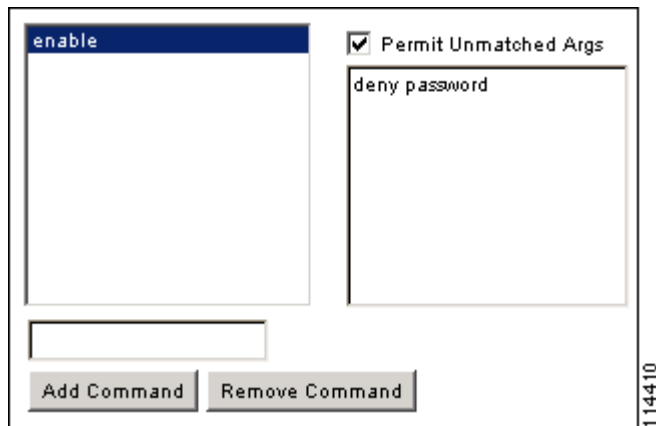 enable
Permit Unmatched Args
deny password
Add Command
Remove Command
114410